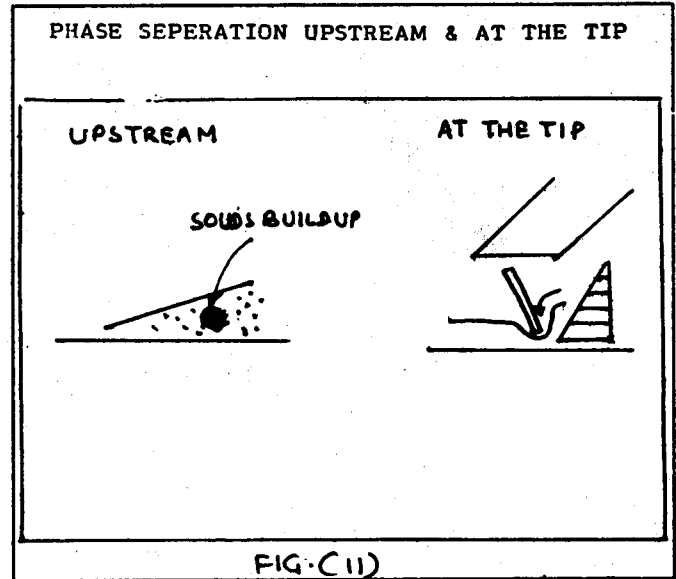 PHASE SEPERATION UPSTREAM & AT THE TIP
UPSTREAM
AT THE TIP
SOLIDS BUILDUP
FIG.(11)